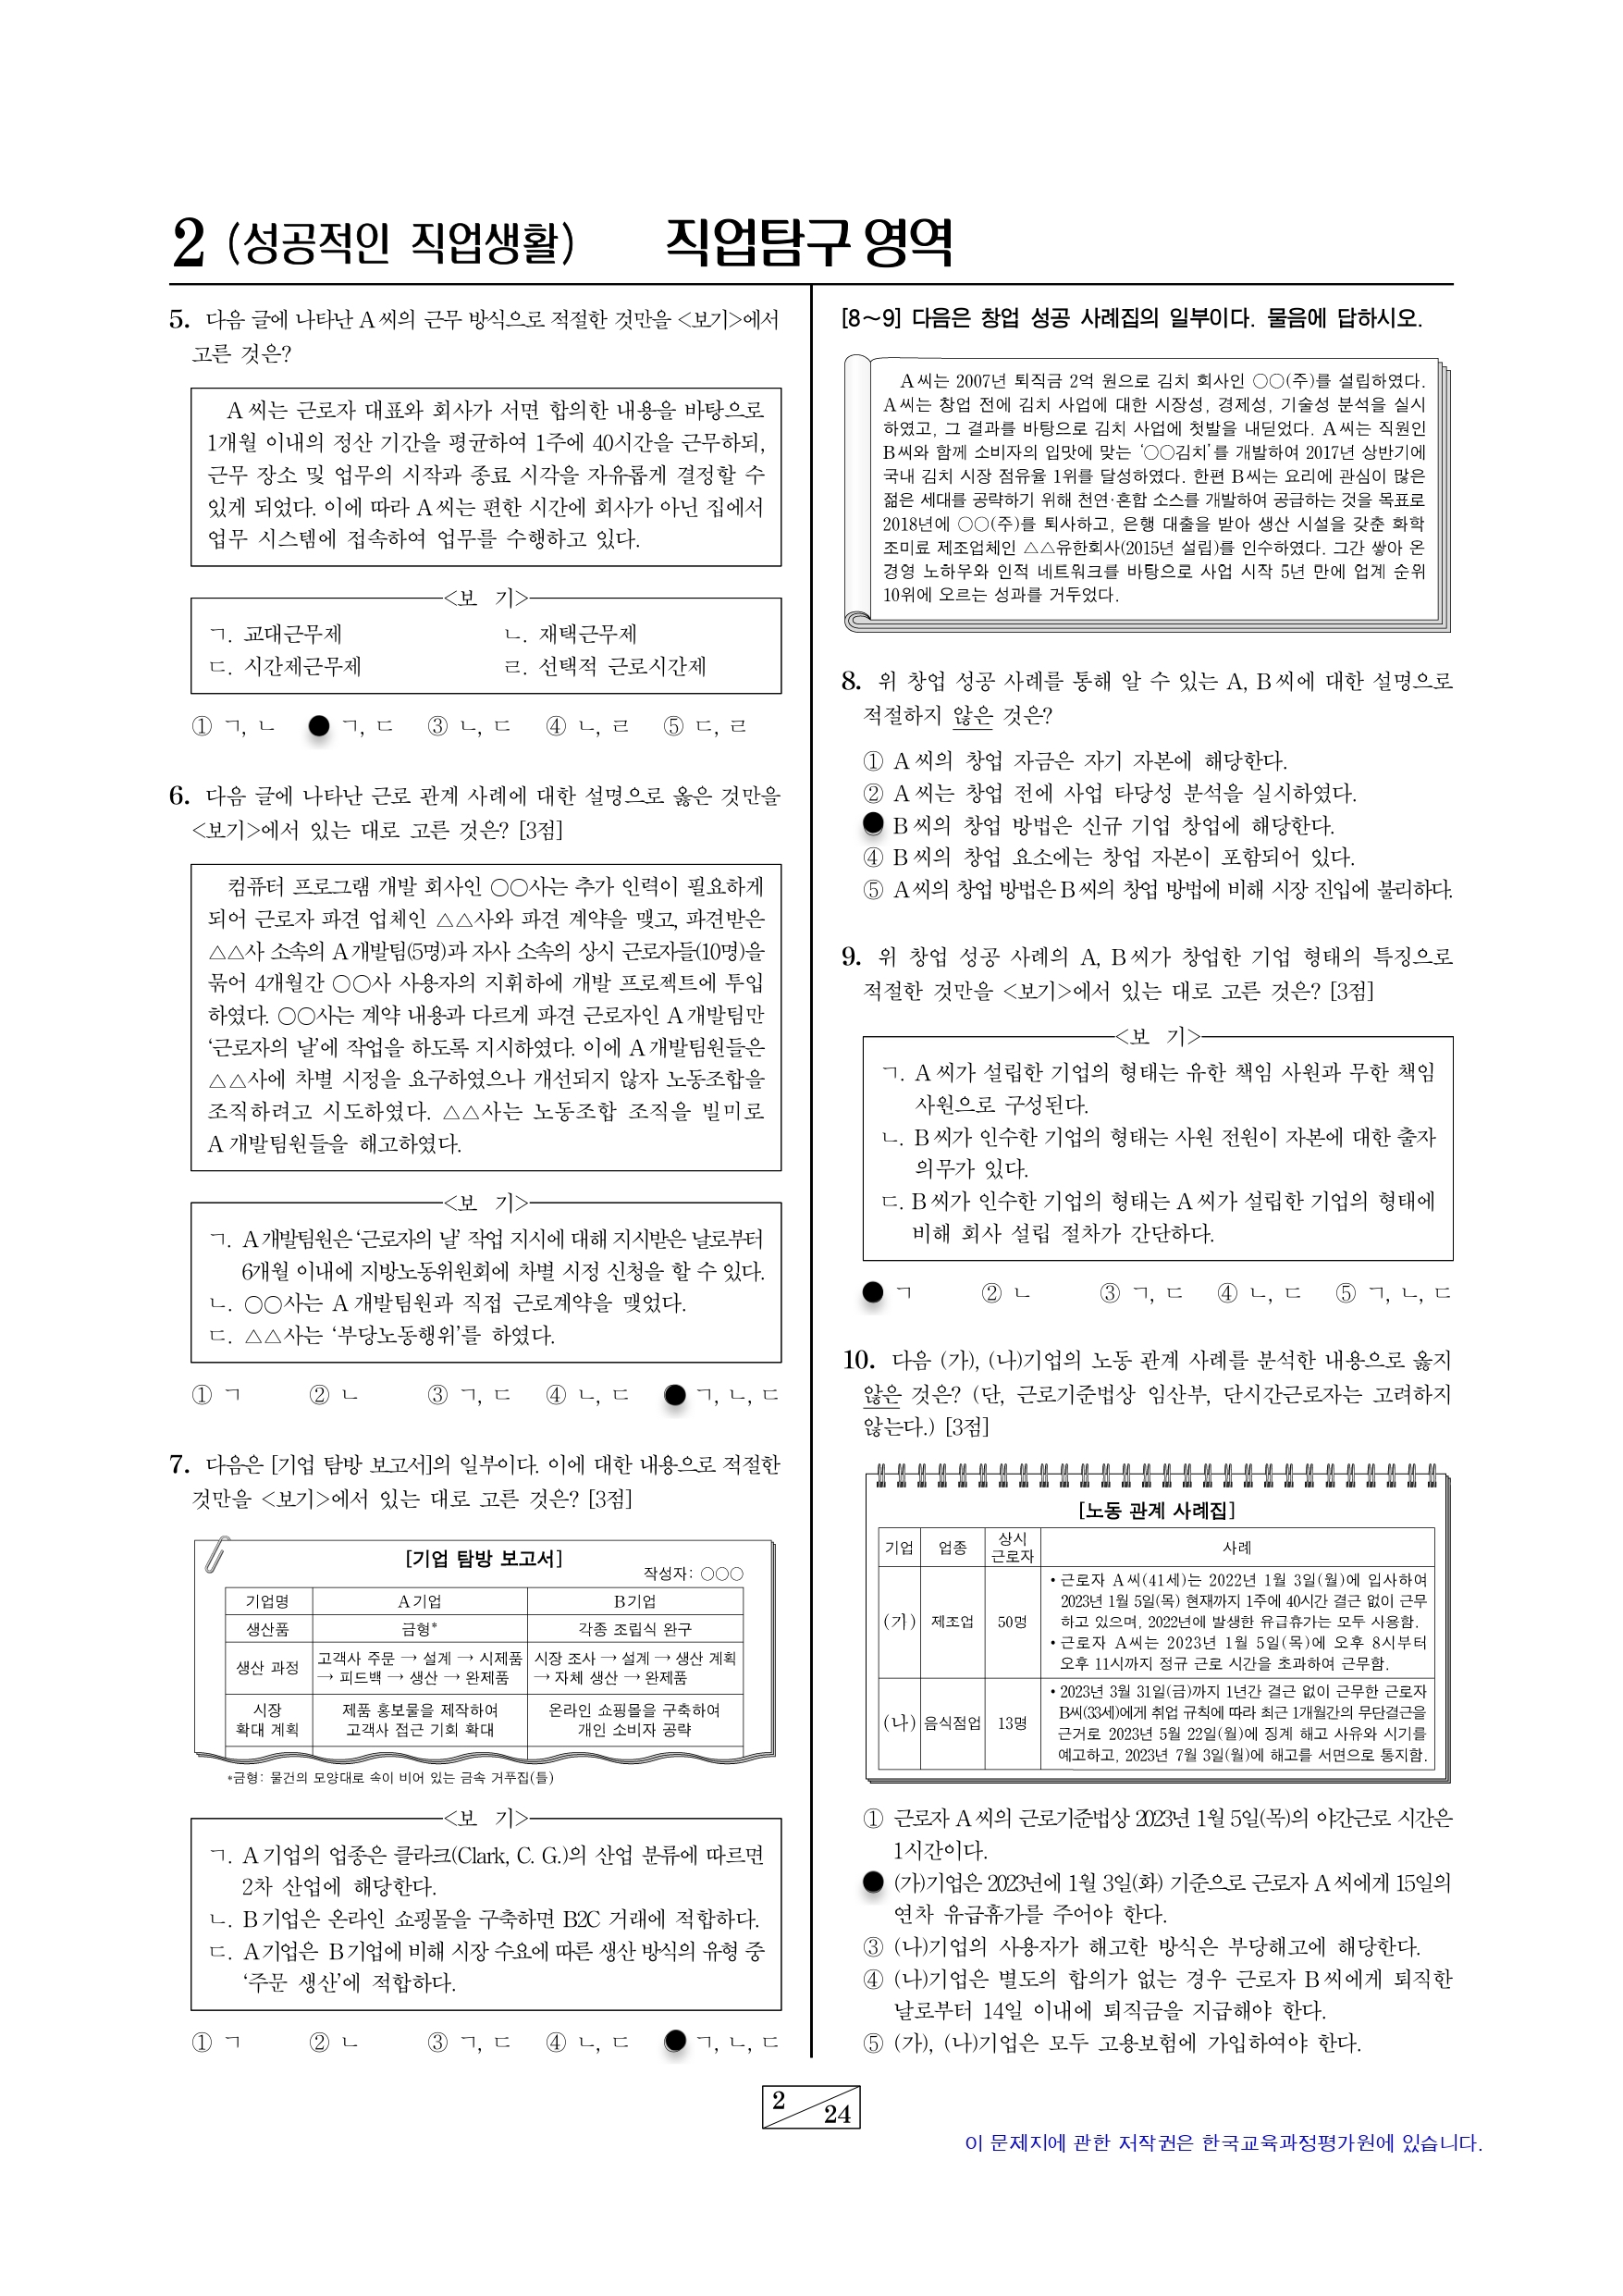 2 (성공적인 직업생활) 직업탐구 영역
5. 다음 글에 나타난 A씨의 근무 방식으로 적절한 것만을 <보기>에서
고른 것은?
A씨는 근로자 대표와 회사가 서면 합의한 내용을 바탕으로
1개월 이내의 정산 기간을 평균하여 1주에 40시간을 근무하되,
근무 장소 및 업무의 시작과 종료 시각을 자유롭게 결정할 수
있게 되었다. 이에 따라 A씨는 편한 시간에 회사가 아닌 집에서
업무 시스템에 접속하여 업무를 수행하고 있다.
<보 기>
ㄱ. 교대근무제 ㄴ. 재택근무제
ㄷ. 시간제근무제 ㄹ. 선택적 근로시간제
① ㄱ, ㄴ ● ㄱ, ㄷ ③ ㄴ, ㄷ ④ ㄴ, ㄹ ⑤ ㄷ, ㄹ
6. 다음 글에 나타난 근로 관계 사례에 대한 설명으로 옳은 것만을
<보기>에서 있는 대로 고른 것은? [3점]
컴퓨터 프로그램 개발 회사인 ○○사는 추가 인력이 필요하게
되어 근로자 파견 업체인 △△사와 파견 계약을 맺고, 파견받은
△△사 소속의 A개발팀(5명)과 자사 소속의 상시 근로자들(10명)을
묶어 4개월간 ○○사 사용자의 지휘하에 개발 프로젝트에 투입
하였다. ○○사는 계약 내용과 다르게 파견 근로자인 A개발팀만
‘근로자의 날’에 작업을 하도록 지시하였다. 이에 A개발팀원들은
△△사에 차별 시정을 요구하였으나 개선되지 않자 노동조합을
조직하려고 시도하였다. △△사는 노동조합 조직을 빌미로
A개발팀원들을 해고하였다.
<보 기>
ㄱ. A개발팀원은 ‘근로자의 날’ 작업 지시에 대해 지시받은 날로부터
6개월 이내에 지방노동위원회에 차별 시정 신청을 할 수 있다.
ㄴ. ○○사는 A개발팀원과 직접 근로계약을 맺었다.
ㄷ. △△사는 ‘부당노동행위’를 하였다.
① ㄱ ② ㄴ ③ ㄱ, ㄷ ④ ㄴ, ㄷ ● ㄱ, ㄴ, ㄷ
7. 다음은 [기업 탐방 보고서]의 일부이다. 이에 대한 내용으로 적절한
것만을 <보기>에서 있는 대로 고른 것은? [3점]
[기업 탐방 보고서]
작성자: ○○○
기업명 A기업 B기업
생산품 금형* 각종 조립식 완구
생산 과정 고객사 주문 → 설계 → 시제품 시장 조사 → 설계 → 생산 계획
→ 피드백 → 생산 → 완제품 → 자체 생산 → 완제품
시장 제품 홍보물을 제작하여 온라인 쇼핑몰을 구축하여
확대 계획 고객사 접근 기회 확대 개인 소비자 공략
*금형: 물건의 모양대로 속이 비어 있는 금속 거푸집(틀)
<보 기>
ㄱ. A기업의 업종은 클라크(Clark, C. G.)의 산업 분류에 따르면
2차 산업에 해당한다.
ㄴ. B기업은 온라인 쇼핑몰을 구축하면 B2C 거래에 적합하다.
ㄷ. A기업은 B기업에 비해 시장 수요에 따른 생산 방식의 유형 중
‘주문 생산’에 적합하다.
① ㄱ ② ㄴ ③ ㄱ, ㄷ ④ ㄴ, ㄷ ● ㄱ, ㄴ, ㄷ
[8~9] 다음은 창업 성공 사례집의 일부이다. 물음에 답하시오.
A씨는 2007년 퇴직금 2억 원으로 김치 회사인 ○○(주)를 설립하였다.
A씨는 창업 전에 김치 사업에 대한 시장성, 경제성, 기술성 분석을 실시
하였고, 그 결과를 바탕으로 김치 사업에 첫발을 내딛었다. A씨는 직원인
B씨와 함께 소비자의 입맛에 맞는 ‘○○김치’를 개발하여 2017년 상반기에
국내 김치 시장 점유율 1위를 달성하였다. 한편 B씨는 요리에 관심이 많은
젊은 세대를 공략하기 위해 천연·혼합 소스를 개발하여 공급하는 것을 목표로
2018년에 ○○(주)를 퇴사하고, 은행 대출을 받아 생산 시설을 갖춘 화학
조미료 제조업체인 △△유한회사(2015년 설립)를 인수하였다. 그간 쌓아 온
경영 노하우와 인적 네트워크를 바탕으로 사업 시작 5년 만에 업계 순위
10위에 오르는 성과를 거두었다.
8. 위 창업 성공 사례를 통해 알 수 있는 A, B씨에 대한 설명으로
적절하지 않은 것은?
① A씨의 창업 자금은 자기 자본에 해당한다.
② A씨는 창업 전에 사업 타당성 분석을 실시하였다.
● B씨의 창업 방법은 신규 기업 창업에 해당한다.
④ B씨의 창업 요소에는 창업 자본이 포함되어 있다.
⑤ A씨의 창업 방법은 B씨의 창업 방법에 비해 시장 진입에 불리하다.
9. 위 창업 성공 사례의 A, B씨가 창업한 기업 형태의 특징으로
적절한 것만을 <보기>에서 있는 대로 고른 것은? [3점]
<보 기>
ㄱ. A씨가 설립한 기업의 형태는 유한 책임 사원과 무한 책임
사원으로 구성된다.
ㄴ. B씨가 인수한 기업의 형태는 사원 전원이 자본에 대한 출자
의무가 있다.
ㄷ. B씨가 인수한 기업의 형태는 A씨가 설립한 기업의 형태에
비해 회사 설립 절차가 간단하다.
● ㄱ ② ㄴ ③ ㄱ, ㄷ ④ ㄴ, ㄷ ⑤ ㄱ, ㄴ, ㄷ
10. 다음 (가), (나)기업의 노동 관계 사례를 분석한 내용으로 옳지
않은 것은? (단, 근로기준법상 임산부, 단시간근로자는 고려하지
않는다.) [3점]
[노동 관계 사례집]
기업 업종 상시 근로자 사례
(가) 제조업 50명
• 근로자 A씨(41세)는 2022년 1월 3일(월)에 입사하여
2023년 1월 5일(목) 현재까지 1주에 40시간 결근 없이 근무
하고 있으며, 2022년에 발생한 유급휴가는 모두 사용함.
• 근로자 A씨는 2023년 1월 5일(목)에 오후 8시부터
오후 11시까지 정규 근로 시간을 초과하여 근무함.
(나) 음식점업 13명
• 2023년 3월 31일(금)까지 1년간 결근 없이 근무한 근로자
B씨(33세)에게 취업 규칙에 따라 최근 1개월간의 무단결근을
근거로 2023년 5월 22일(월)에 징계 해고 사유와 시기를
예고하고, 2023년 7월 3일(월)에 해고를 서면으로 통지함.
① 근로자 A씨의 근로기준법상 2023년 1월 5일(목)의 야간근로 시간은
1시간이다.
● (가)기업은 2023년에 1월 3일(화) 기준으로 근로자 A씨에게 15일의
연차 유급휴가를 주어야 한다.
③ (나)기업의 사용자가 해고한 방식은 부당해고에 해당한다.
④ (나)기업은 별도의 합의가 없는 경우 근로자 B씨에게 퇴직한
날로부터 14일 이내에 퇴직금을 지급해야 한다.
⑤ (가), (나)기업은 모두 고용보험에 가입하여야 한다.
2 24
이 문제지에 관한 저작권은 한국교육과정평가원에 있습니다.